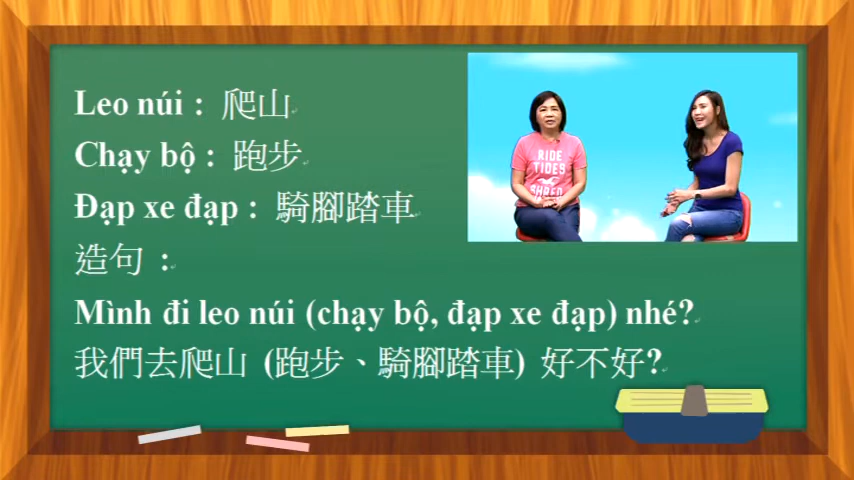 Leo núi : 爬山
Chạy bộ : 跑步
Đạp xe đạp : 騎腳踏車
造句 :
Mình đi leo núi (chạy bộ, đạp xe đạp) nhé?
我們去爬山 (跑步、騎腳踏車) 好不好?
RIDE
TIDES
SHRED